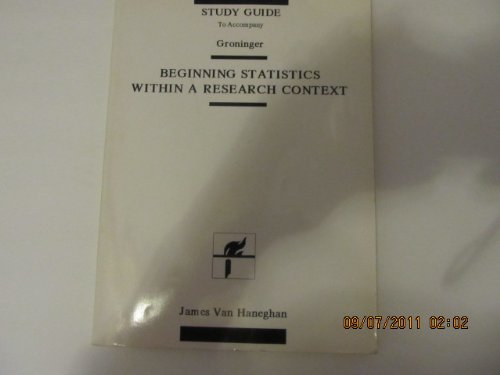 STUDY GUIDE
To Accompany
Groninger
BEGINNING STATISTICS
WITHIN A RESEARCH CONTEXT
James Van Haneghan
09/07/2011 02:02